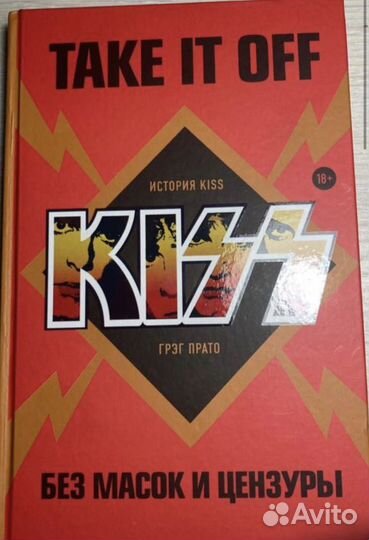 TAKE IT OFF
ИСТОРИЯ KISS
18+
KISS
ГРЭГ ПРАТО
БЕЗ МАСОК И ЦЕНЗУРЫ
Avito